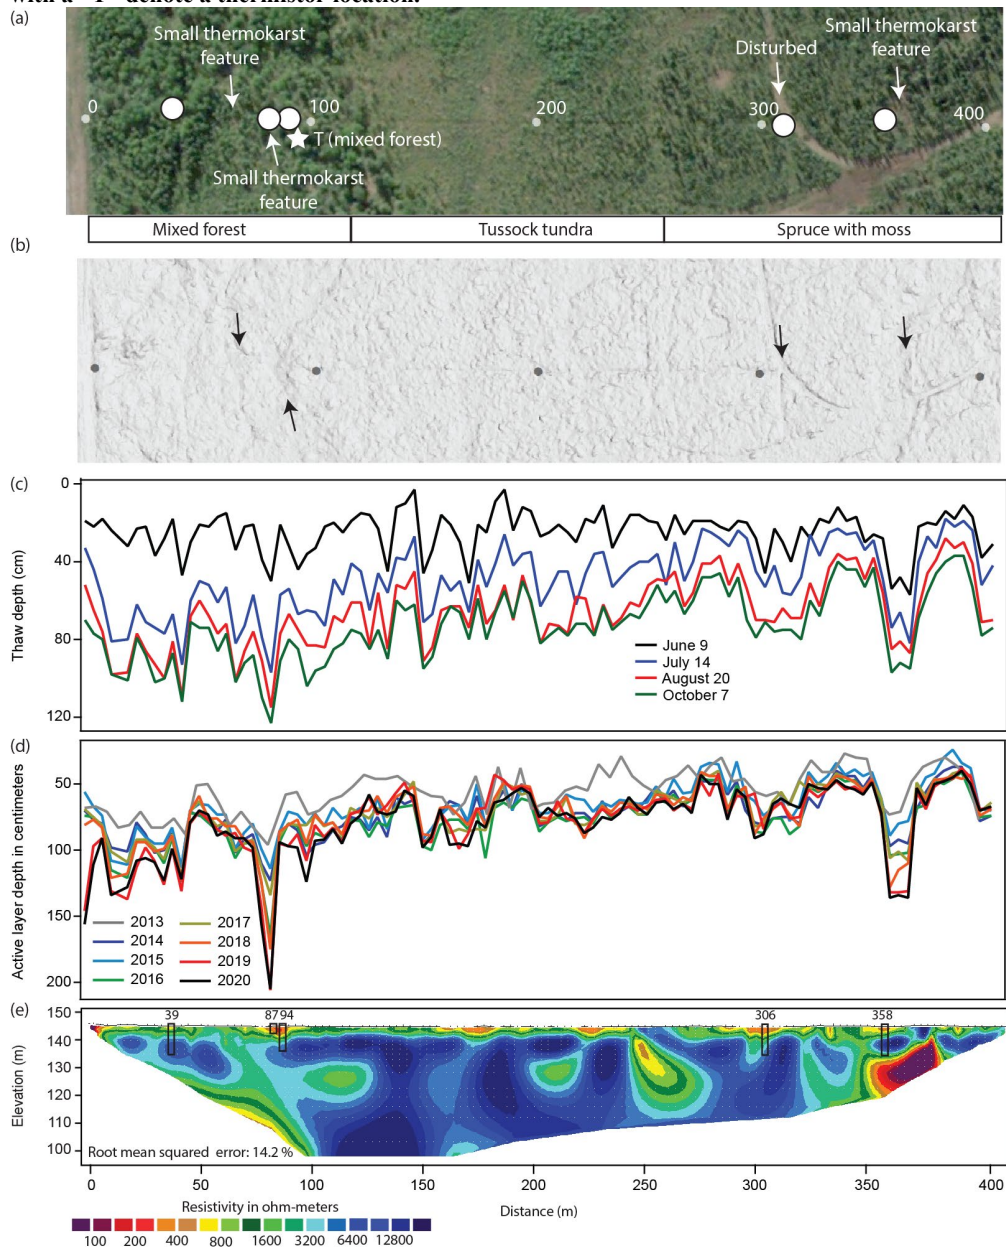 with a "T" denote a thermistor location.
(a)
Small thermokarst
feature
Disturbed
Small thermokarst
feature
0
100
200
300
400
T (mixed forest)
Small thermokarst
feature
Mixed forest
Tussock tundra
Spruce with moss
(b)
(c)
0
40
80
120
Thaw depth (cm)
June 9
July 14
August 20
October 7
(d)
50
100
150
200
Active layer depth in centimeters
2013
2014
2015
2016
2017
2018
2019
2020
(e)
150
140
130
120
110
100
Elevation (m)
39
87 94
306
358
Root mean squared error: 14.2 %
0 50 100 150 200 250 300 350 400
Resistivity in ohm-meters
Distance (m)
100 200 400 800 1600 3200 6400 12800